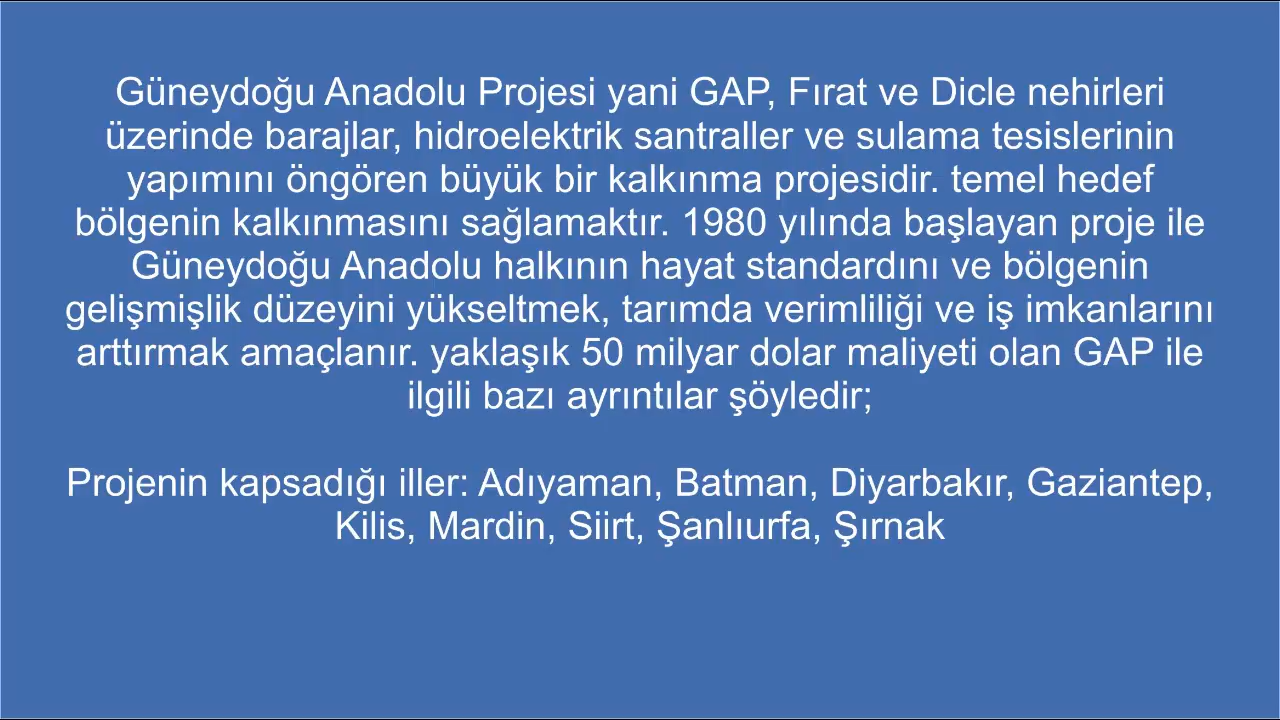 Güneydoğu Anadolu Projesi yani GAP, Fırat ve Dicle nehirleri
üzerinde barajlar, hidroelektrik santraller ve sulama tesislerinin
yapımını öngören büyük bir kalkınma projesidir. temel hedef
bölgenin kalkınmasını sağlamaktır. 1980 yılında başlayan proje ile
Güneydoğu Anadolu halkının hayat standardını ve bölgenin
gelişmişlik düzeyini yükseltmek, tarımda verimliliği ve iş imkanlarını
arttırmak amaçlanır. yaklaşık 50 milyar dolar maliyeti olan GAP ile
ilgili bazı ayrıntılar şöyledir;
Projenin kapsadığı iller: Adıyaman, Batman, Diyarbakır, Gaziantep,
Kilis, Mardin, Siirt, Şanlıurfa, Şırnak